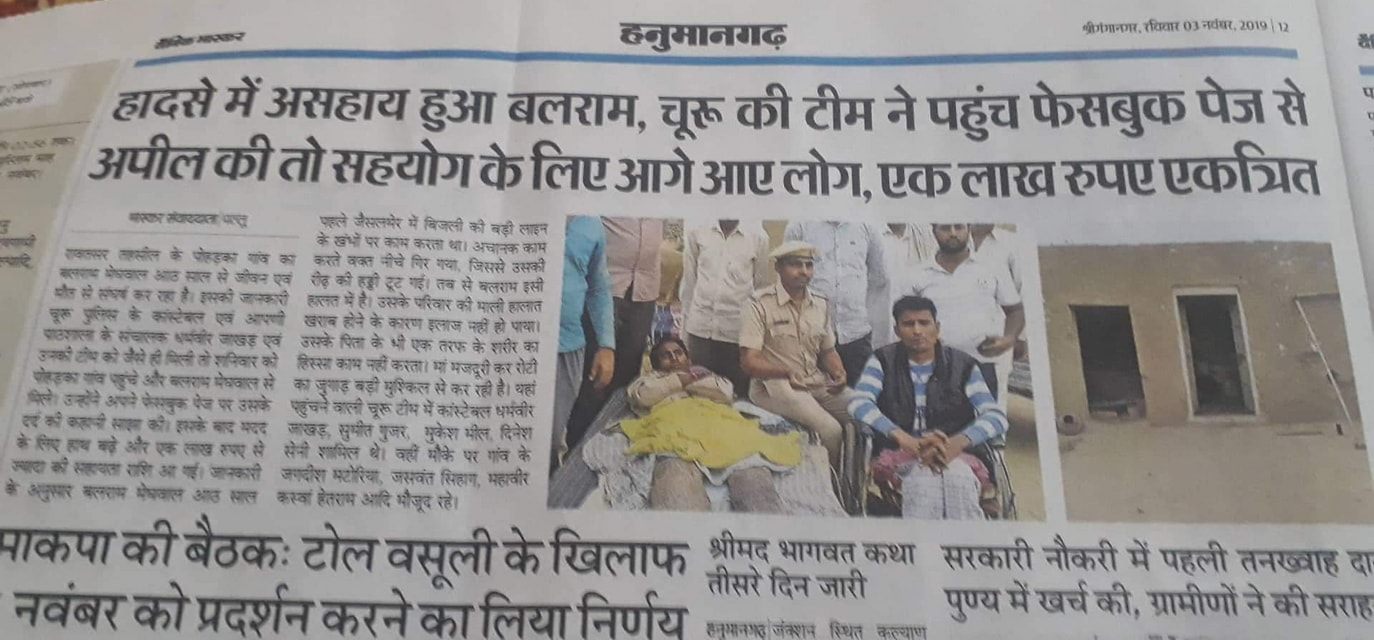 दैनिक भास्कर
हनुमानगढ़
श्रीगंगानगर, रविवार 03 नवंबर, 2019 | 12
हादसे में असहाय हुआ बलराम, चूरू की टीम ने पहुंच फेसबुक पेज से
अपील की तो सहयोग के लिए आगे आए लोग, एक लाख रुपए एकत्रित
भास्कर संवाददाता | पल्लू
रावतसर तहसील के पोहड़का गांव का
बलराम मेघवाल आठ साल से जीवन एवं
मौत से संघर्ष कर रहा है। इसकी जानकारी
चूरू पुलिस के कांस्टेबल एवं आपणी
पाठशाला के संचालक धर्मवीर जाखड़ एवं
उनकी टीम को जैसे ही मिली तो शनिवार को
पोहड़का गांव पहुंचे और बलराम मेघवाल से
मिले। उन्होंने अपने फेसबुक पेज पर उसके
दर्द की कहानी साझा की। इसके बाद मदद
के लिए हाथ बढ़े और एक लाख रुपए से
ज्यादा की सहायता राशि आ गई। जानकारी
के अनुसार बलराम मेघवाल आठ साल
पहले जैसलमेर में बिजली की बड़ी लाइन
के खंभों पर काम करता था। अचानक काम
करते वक्त नीचे गिर गया, जिससे उसकी
रीढ़ की हड्डी टूट गई। तब से बलराम इसी
हालत में है। उसके परिवार की माली हालात
खराब होने के कारण इलाज नहीं हो पाया।
उसके पिता के भी एक तरफ के शरीर का
हिस्सा काम नहीं करता। मां मजदूरी कर रोटी
का जुगाड़ बड़ी मुश्किल से कर रही है। यहां
पहुंचने वाली चूरू टीम में कांस्टेबल धर्मवीर
जाखड़, सुमीत गुजर, मुकेश मील, दिनेश
सैनी शामिल थे। वहीं मौके पर गांव के
जगदीश भटोरिया, जसवंत सिहाग, महावीर
कस्वा हेतराम आदि मौजूद रहे।
माकपा की बैठक: टोल वसूली के खिलाफ
नवंबर को प्रदर्शन करने का लिया निर्णय
श्रीमद भागवत कथा
तीसरे दिन जारी
हनुमानगढ़ | जंक्शन स्थित कल्याण
सरकारी नौकरी में पहली तनख्वाह दा
पुण्य में खर्च की, ग्रामीणों ने की सराह